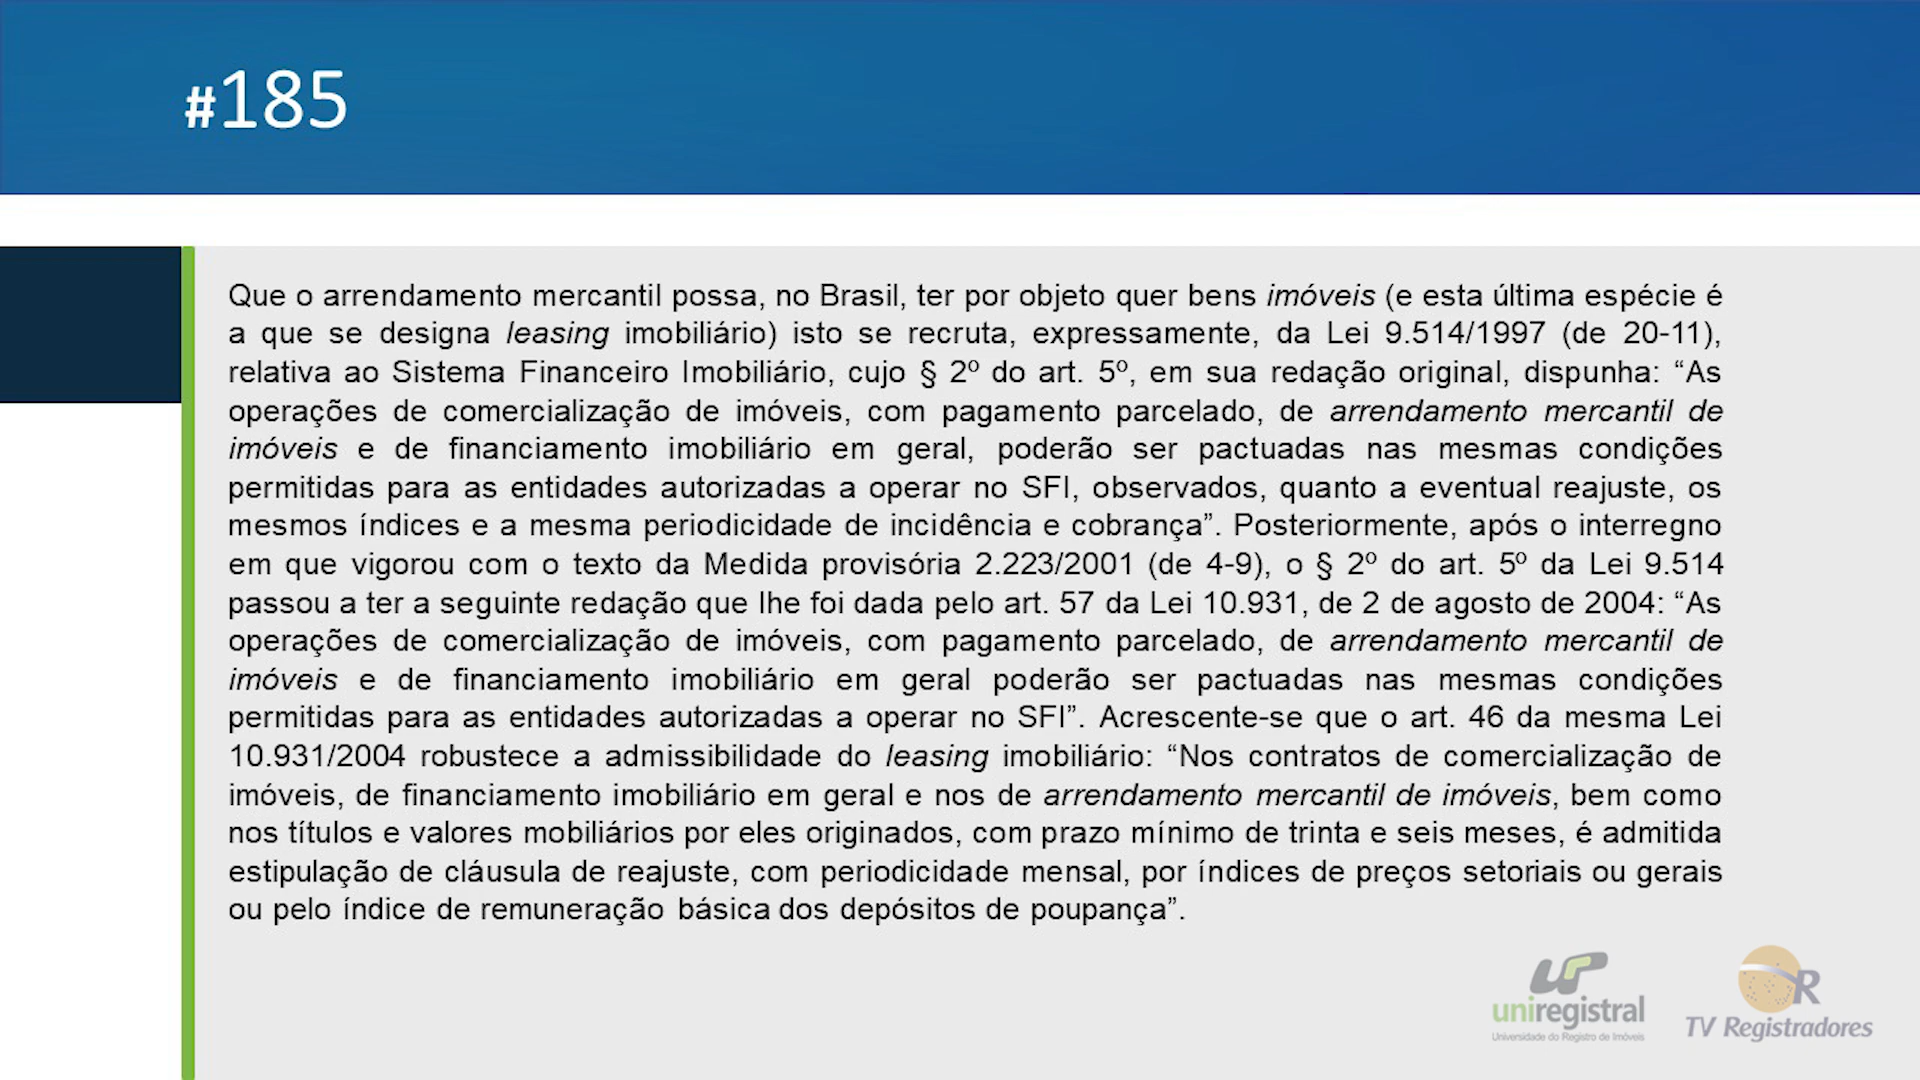 #185
Que o arrendamento mercantil possa, no Brasil, ter por objeto quer bens imóveis (e esta última espécie é
a que se designa leasing imobiliário) isto se recruta, expressamente, da Lei 9.514/1997 (de 20-11),
relativa ao Sistema Financeiro Imobiliário, cujo § 2º do art. 5º, em sua redação original, dispunha: “As
operações de comercialização de imóveis, com pagamento parcelado, de arrendamento mercantil de
imóveis e de financiamento imobiliário em geral, poderão ser pactuadas nas mesmas condições
permitidas para as entidades autorizadas a operar no SFI, observados, quanto a eventual reajuste, os
mesmos índices e a mesma periodicidade de incidência e cobrança”. Posteriormente, após o interregno
em que vigorou com o texto da Medida provisória 2.223/2001 (de 4-9), o § 2º do art. 5º da Lei 9.514
passou a ter a seguinte redação que lhe foi dada pelo art. 57 da Lei 10.931, de 2 de agosto de 2004: “As
operações de comercialização de imóveis, com pagamento parcelado, de arrendamento mercantil de
imóveis e de financiamento imobiliário em geral poderão ser pactuadas nas mesmas condições
permitidas para as entidades autorizadas a operar no SFI”. Acrescente-se que o art. 46 da mesma Lei
10.931/2004 robustece a admissibilidade do leasing imobiliário: “Nos contratos de comercialização de
imóveis, de financiamento imobiliário em geral e nos de arrendamento mercantil de imóveis, bem como
nos títulos e valores mobiliários por eles originados, com prazo mínimo de trinta e seis meses, é admitida
estipulação de cláusula de reajuste, com periodicidade mensal, por índices de preços setoriais ou gerais
ou pelo índice de remuneração básica dos depósitos de poupança”.
uniregistral
Universidade do Registro de Imóveis
R
TV Registradores